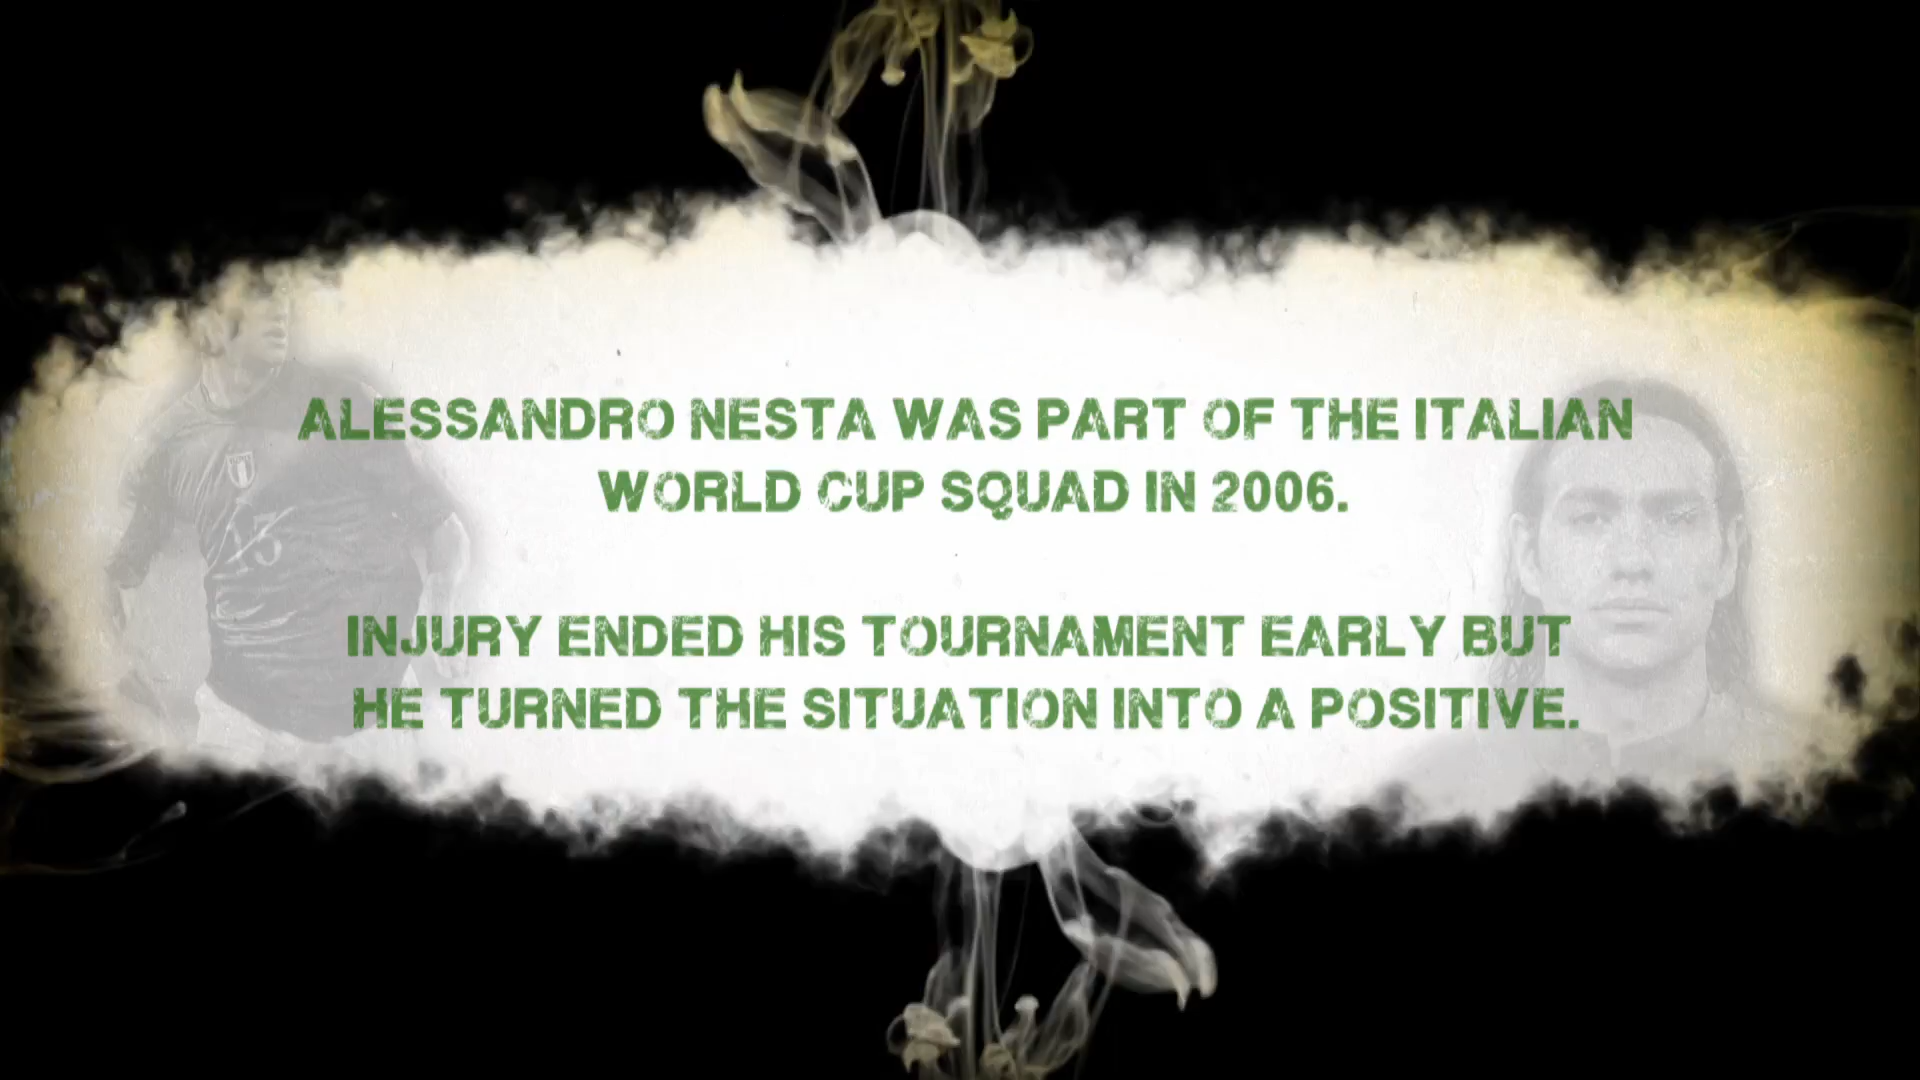 ALESSANDRO NESTA WAS PART OF THE ITALIAN
WORLD CUP SQUAD IN 2006.
INJURY ENDED HIS TOURNAMENT EARLY BUT
HE TURNED THE SITUATION INTO A POSITIVE.
13